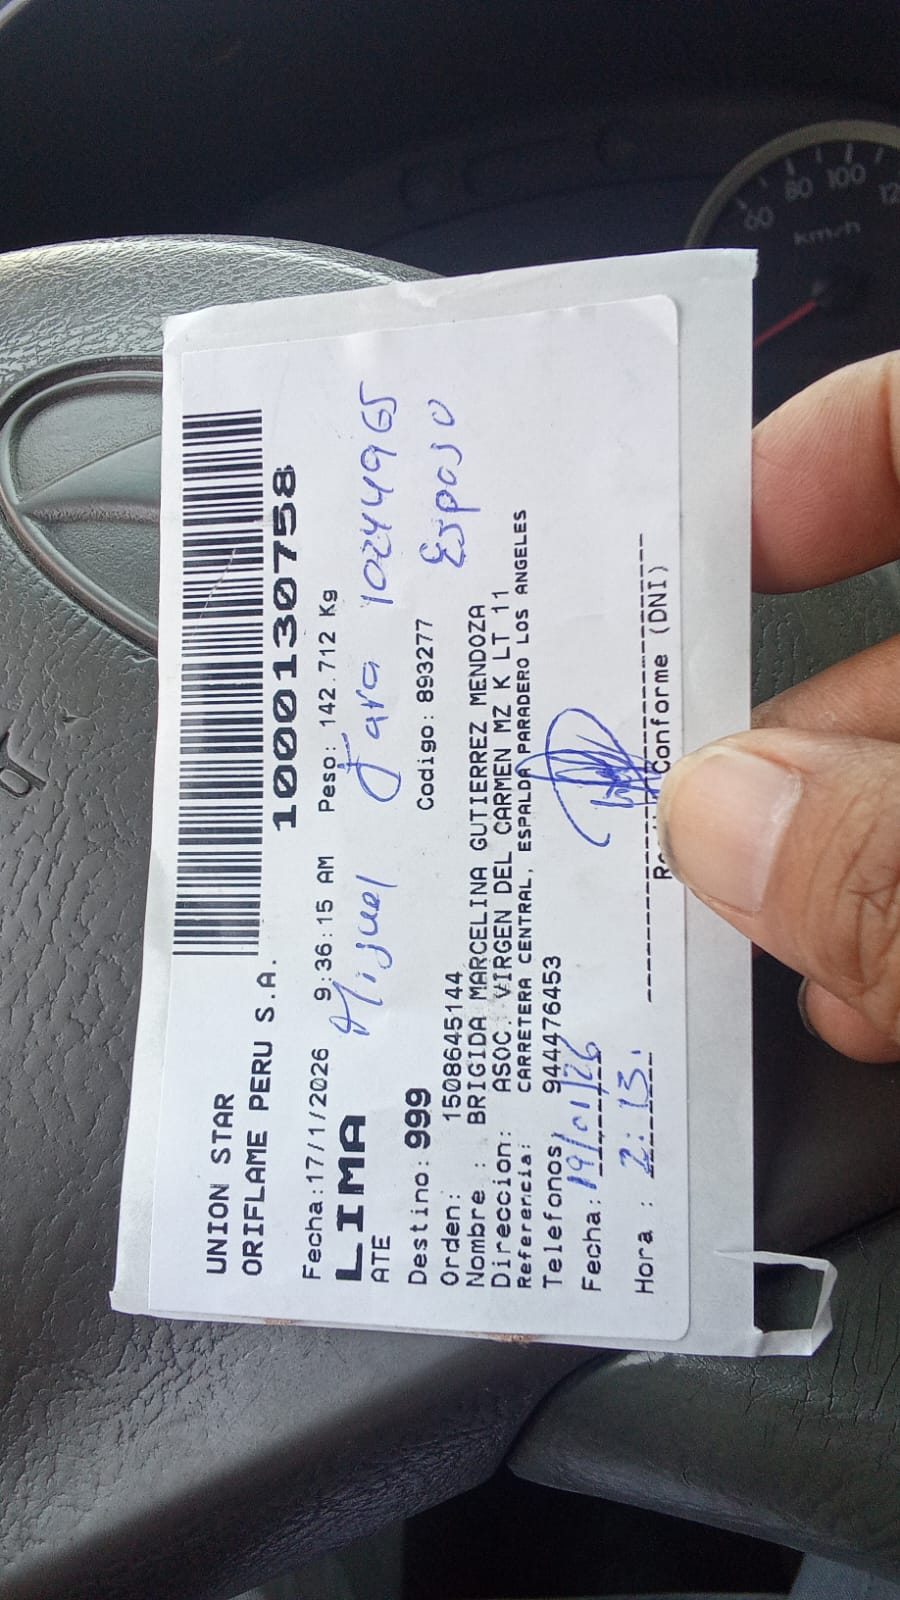 UNION STAR
ORIFLAME PERU S.A.
10001130758
Fecha:17/1/2026 9:36:15 AM Peso: 142.712 Kg
LIMA
Miguel Jara 10244965
ATE
Esposo
Destino: 999 Codigo: 893277
Orden: 1508645144
Nombre : BRIGIDA MARCELINA GUTIERREZ MENDOZA
Direccion: ASOC. VIRGEN DEL CARMEN MZ K LT 11
Referencia: CARRETERA CENTRAL, ESPALDA PARADERO LOS ANGELES
Telefonos: 944476453
Fecha: 19/01/26
Hora : 2:13.
Conforme (DNI)
60 80 100
km/h